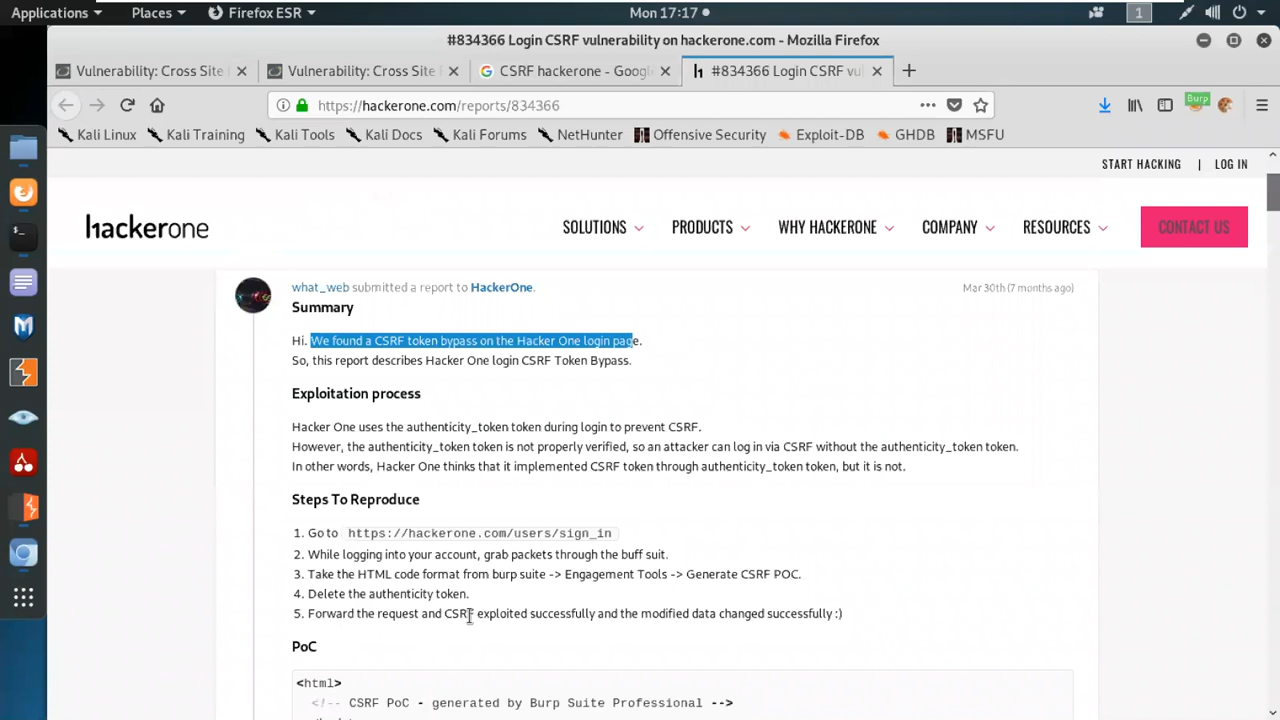 Applications Places Firefox ESR Mon 17:17 1
#834366 Login CSRF vulnerability on hackerone.com - Mozilla Firefox
Vulnerability: Cross Site Vulnerability: Cross Site CSRF hackerone - Google #834366 Login CSRF vul
https://hackerone.com/reports/834366 Burp
Kali Linux Kali Training Kali Tools Kali Docs Kali Forums NetHunter Offensive Security Exploit-DB GHDB MSFU
START HACKING | LOG IN
hackerone SOLUTIONS PRODUCTS WHY HACKERONE COMPANY RESOURCES CONTACT US
what_web submitted a report to HackerOne. Mar 30th (7 months ago)
Summary
Hi. We found a CSRF token bypass on the Hacker One login page.
So, this report describes Hacker One login CSRF Token Bypass.
Exploitation process
Hacker One uses the authenticity_token token during login to prevent CSRF.
However, the authenticity_token token is not properly verified, so an attacker can log in via CSRF without the authenticity_token token.
In other words, Hacker One thinks that it implemented CSRF token through authenticity_token token, but it is not.
Steps To Reproduce
1. Go to https://hackerone.com/users/sign_in
2. While logging into your account, grab packets through the buff suit.
3. Take the HTML code format from burp suite -> Engagement Tools -> Generate CSRF POC.
4. Delete the authenticity token.
5. Forward the request and CSRF exploited successfully and the modified data changed successfully :)
PoC
<html>
<!-- CSRF PoC - generated by Burp Suite Professional -->